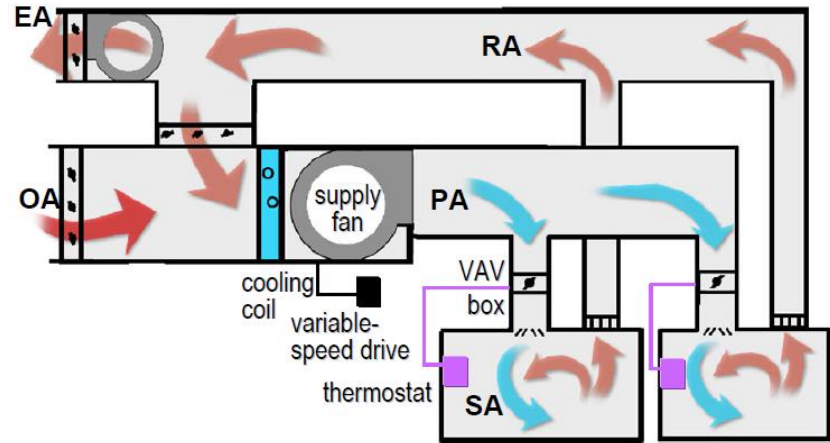 EA
RA
OA
supply
fan
PA
cooling
coil
variable-
speed drive
VAV
box
thermostat
SA